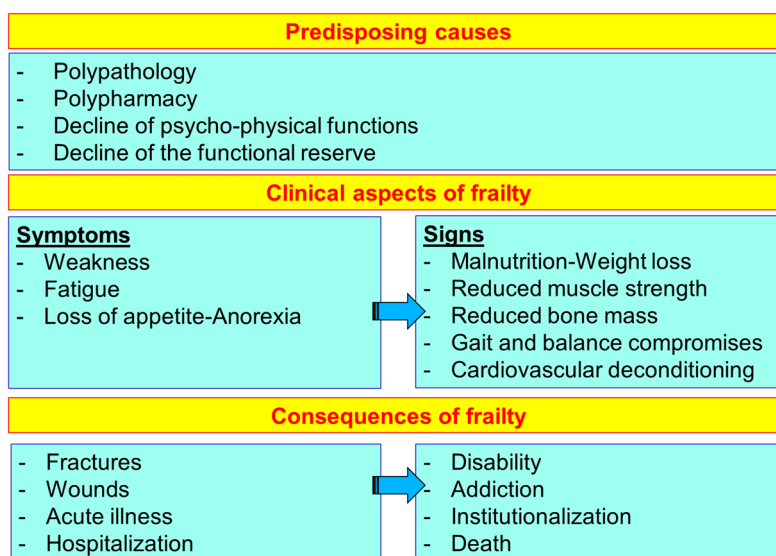 Predisposing causes
- Polypathology
- Polypharmacy
- Decline of psycho-physical functions
- Decline of the functional reserve
Clinical aspects of frailty
Symptoms
- Weakness
- Fatigue
- Loss of appetite-Anorexia
Signs
- Malnutrition-Weight loss
- Reduced muscle strength
- Reduced bone mass
- Gait and balance compromises
- Cardiovascular deconditioning
Consequences of frailty
- Fractures
- Wounds
- Acute illness
- Hospitalization
- Disability
- Addiction
- Institutionalization
- Death